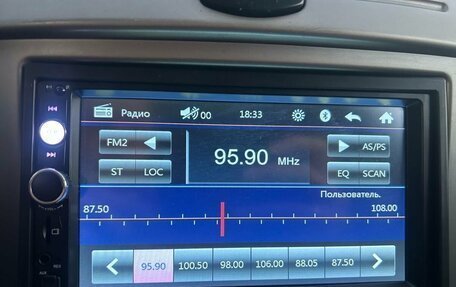 Радио 00 18:33
FM2 95.90 MHz AS/PS
ST LOC EQ SCAN
Пользователь.
87.50 108.00
95.90 100.50 98.00 106.00 88.05 87.50